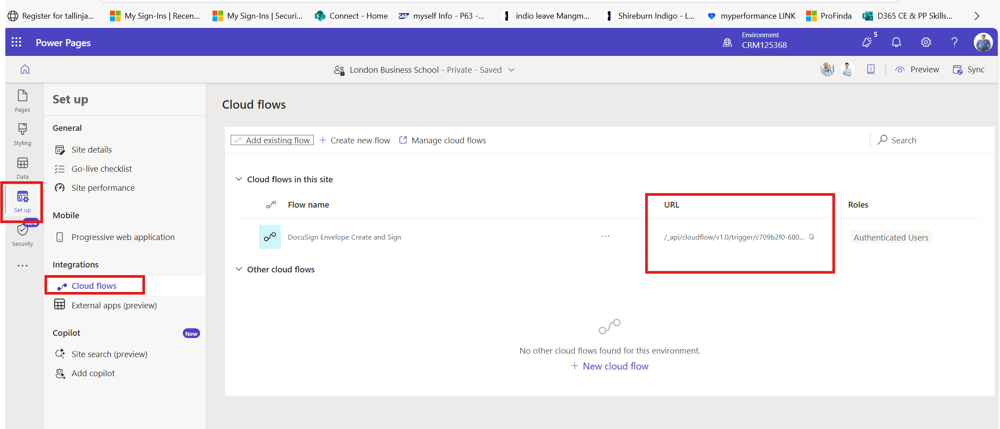 Register for tallinja...
My Sign-Ins | Recen...
My Sign-Ins | Securi...
Connect - Home
myself Info - P63 -...
indio leave Mangm...
Shireburn Indigo - L...
myperformance LINK
ProFinda
D365 CE & PP Skills...
Power Pages
Environment
CRM125368
5
London Business School - Private - Saved
Preview
Sync
Pages
Styling
Data
Set up
New
Security
Set up
General
Site details
Go-live checklist
Site performance
Mobile
Progressive web application
Integrations
Cloud flows
External apps (preview)
Copilot
New
Site search (preview)
Add copilot
Cloud flows
Add existing flow
Create new flow
Manage cloud flows
Search
Cloud flows in this site
Flow name
URL
Roles
DocuSign Envelope Create and Sign
/_api/cloudflow/v1.0/trigger/c709b2f0-680...
Authenticated Users
Other cloud flows
No other cloud flows found for this environment.
+ New cloud flow